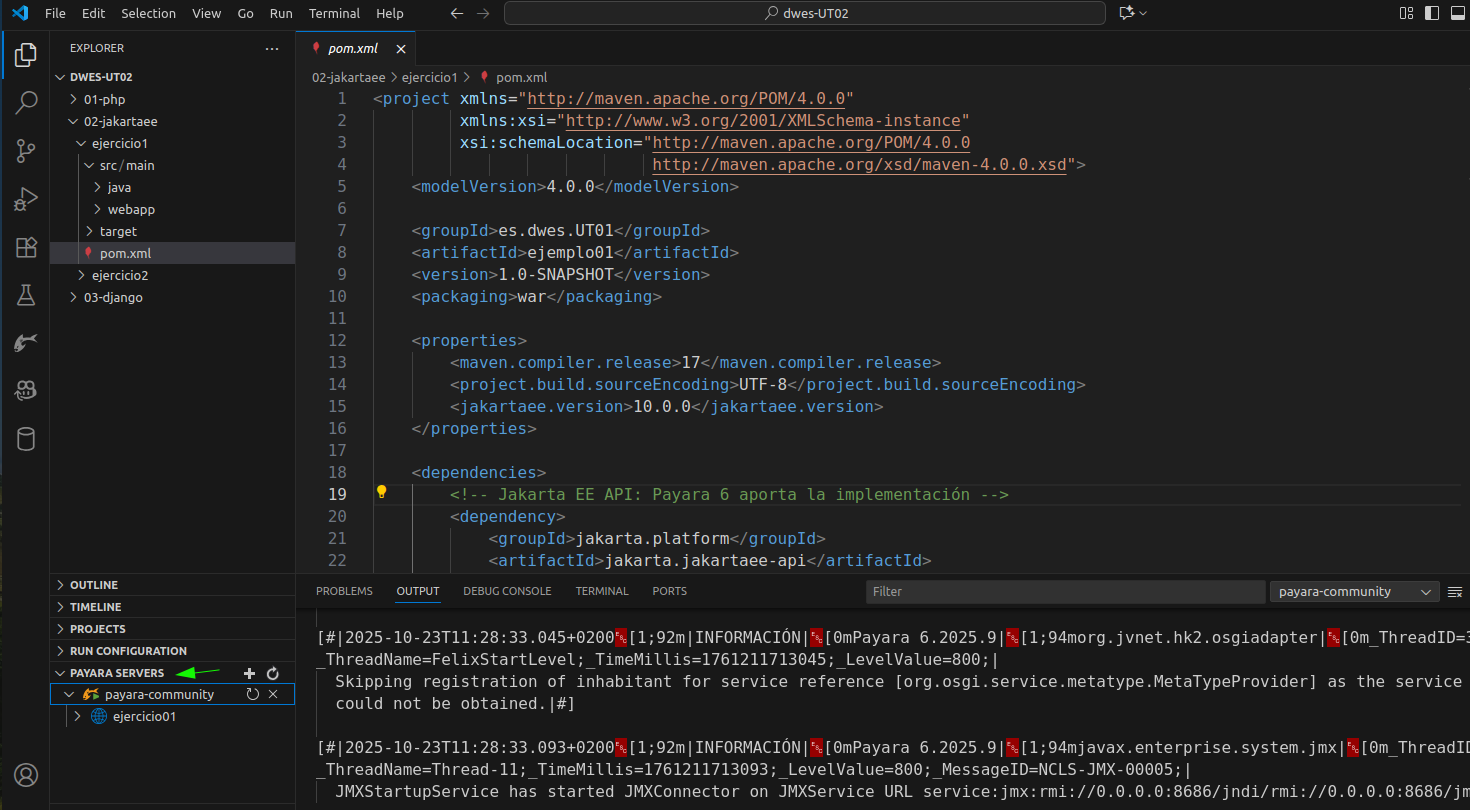 File Edit Selection View Go Run Terminal Help
dwes-UT02
EXPLORER
DWES-UT02
01-php
02-jakartaee
ejercicio1
src/main
java
webapp
target
pom.xml
ejercicio2
03-django
OUTLINE
TIMELINE
PROJECTS
RUN CONFIGURATION
PAYARA SERVERS
payara-community
ejercicio01
pom.xml
02-jakartaee > ejercicio1 > pom.xml
1 <project xmlns="http://maven.apache.org/POM/4.0.0"
2 xmlns:xsi="http://www.w3.org/2001/XMLSchema-instance"
3 xsi:schemaLocation="http://maven.apache.org/POM/4.0.0
4 http://maven.apache.org/xsd/maven-4.0.0.xsd">
5 <modelVersion>4.0.0</modelVersion>
6
7 <groupId>es.dwes.UT01</groupId>
8 <artifactId>ejemplo01</artifactId>
9 <version>1.0-SNAPSHOT</version>
10 <packaging>war</packaging>
11
12 <properties>
13 <maven.compiler.release>17</maven.compiler.release>
14 <project.build.sourceEncoding>UTF-8</project.build.sourceEncoding>
15 <jakartaee.version>10.0.0</jakartaee.version>
16 </properties>
17
18 <dependencies>
19 <!-- Jakarta EE API: Payara 6 aporta la implementación -->
20 <dependency>
21 <groupId>jakarta.platform</groupId>
22 <artifactId>jakarta.jakartaee-api</artifactId>
PROBLEMS OUTPUT DEBUG CONSOLE TERMINAL PORTS
Filter
payara-community
[#|2025-10-23T11:28:33.045+0200␛[1;92m|INFORMACIÓN|␛[0mPayara 6.2025.9|␛[1;94morg.jvnet.hk2.osgiadapter|␛[0m_ThreadID=3
_ThreadName=FelixStartLevel;_TimeMillis=1761211713045;_LevelValue=800;|
Skipping registration of inhabitant for service reference [org.osgi.service.metatype.MetaTypeProvider] as the service
could not be obtained.|#]
[#|2025-10-23T11:28:33.093+0200␛[1;92m|INFORMACIÓN|␛[0mPayara 6.2025.9|␛[1;94mjavax.enterprise.system.jmx|␛[0m_ThreadID
_ThreadName=Thread-11;_TimeMillis=1761211713093;_LevelValue=800;_MessageID=NCLS-JMX-00005;|
JMXStartupService has started JMXConnector on JMXService URL service:jmx:rmi://0.0.0.0:8686/jndi/rmi://0.0.0.0:8686/jm